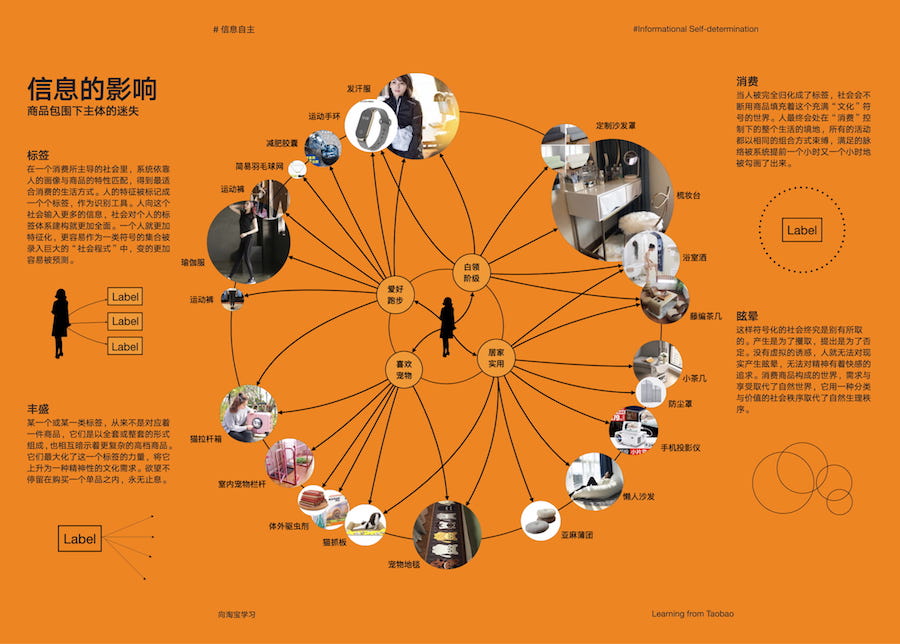 # 信息自主
#Informational Self-determination
信息的影响
商品包围下主体的迷失
标签
在一个消费所主导的社会里，系统依靠
人的画像与商品的特性匹配，得到最适
合消费的生活方式。人的特征被标记成
一个个标签，作为识别工具。人向这个
社会输入更多的信息，社会对个人的标
签体系建构就更加全面。一个人就更加
特征化，更容易作为一类符号的集合被
录入巨大的“社会程式”中，变的更加
容易被预测。
Label
Label
Label
丰盛
某一个或某一类标签，从来不是对应着
一件商品，它们是以全套或整套的形式
组成，也相互暗示着更复杂的高档商品。
它们最大化了这一个标签的力量，将它
上升为一种精神性的文化需求。欲望不
停留在购买一个单品之内，永无止息。
Label
发汗服
运动手环
减肥胶囊
简易羽毛球网
运动裤
瑜伽服
运动裤
猫拉杆箱
室内宠物栏杆
体外驱虫剂
猫抓板
宠物地毯
亚麻蒲团
懒人沙发
手机投影仪
防尘罩
小茶几
藤编茶几
浴室酒
梳妆台
定制沙发罩
爱好
跑步
白领
阶级
喜欢
宠物
居家
实用
消费
当人被完全归化成了标签，社会会不
断用商品填充着这个充满“文化”符
号的世界。人最终会处在“消费”控
制下的整个生活的境地，所有的活动
都以相同的组合方式束缚，满足的脉
络被系统提前一个小时又一个小时地
被勾画了出来。
Label
眩晕
这样符号化的社会终究是别有所取
的。产生是为了攫取，提出是为了否
定。没有虚拟的诱惑，人就无法对现
实产生眩晕，无法对精神有着快感的
追求。消费商品构成的世界，需求与
享受取代了自然世界，它用一种分类
与价值的社会秩序取代了自然生理秩
序。
向淘宝学习
Learning from Taobao